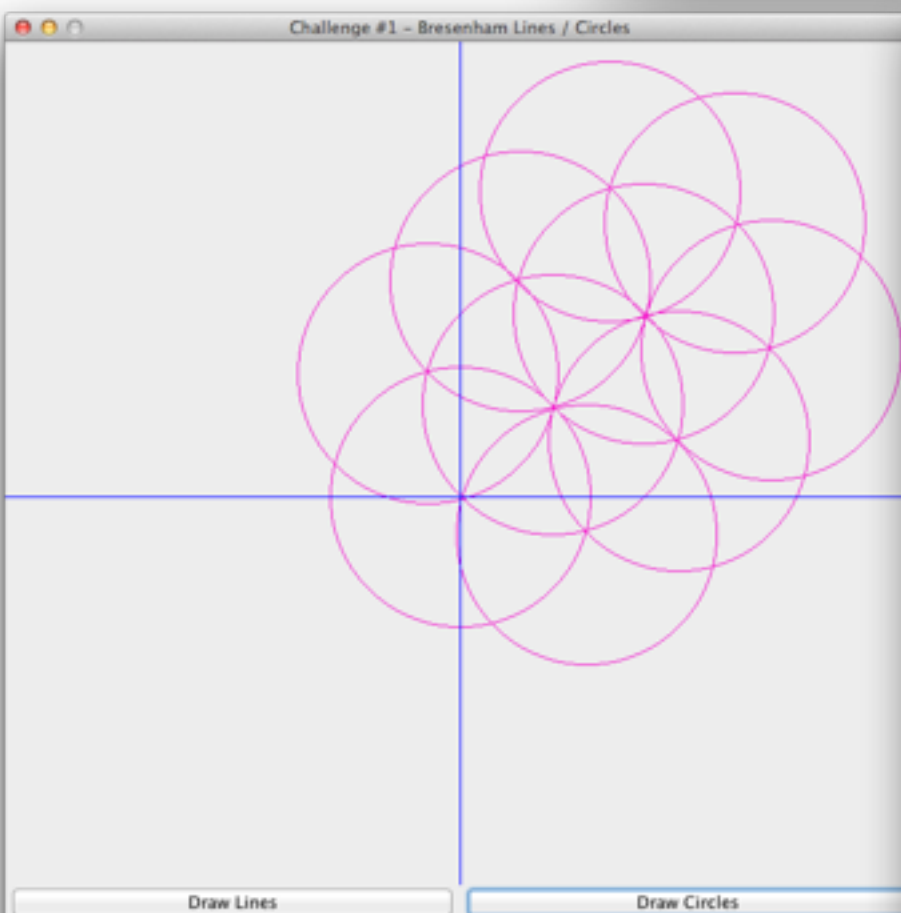 Challenge #1 – Bresenham Lines / Circles
Draw Lines
Draw Circles